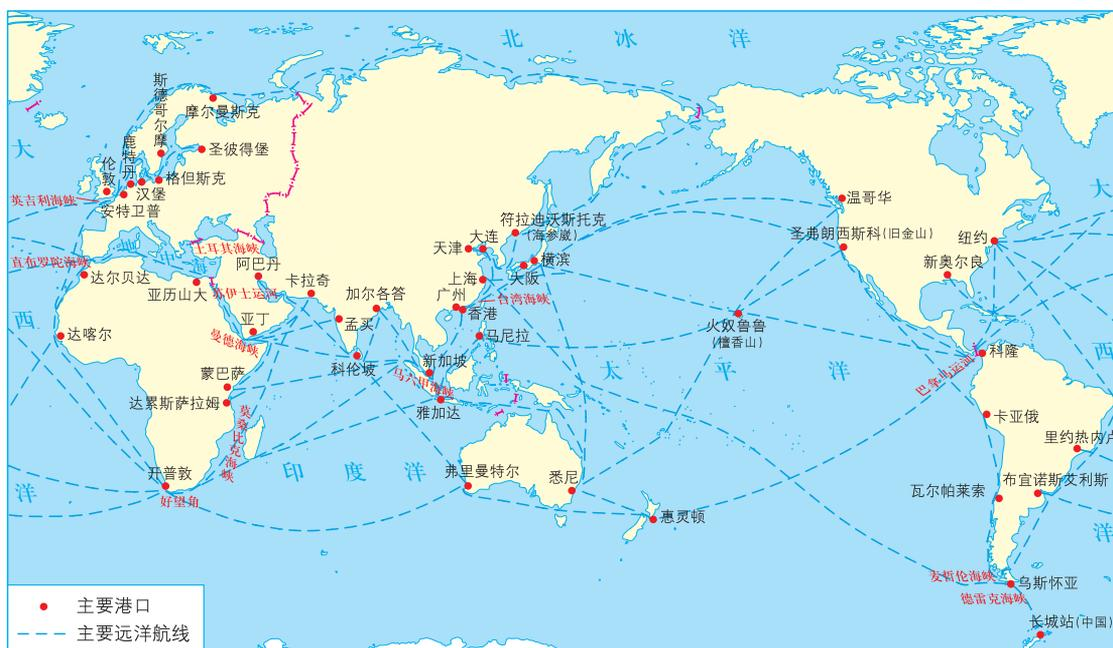 北 冰 洋
斯德哥尔摩
摩尔曼斯克
大
鹿特丹
圣彼得堡
伦敦
格但斯克
汉堡
英吉利海峡
安特卫普
大
温哥华
符拉迪沃斯托克
(海参崴)
圣弗朗西斯科(旧金山)
纽约
土耳其海峡
地中海
天津
大连
直布罗陀海峡
达尔贝达
阿巴丹
卡拉奇
横滨
大阪
新奥尔良
亚历山大
苏伊士运河
加尔各答
上海
广州
台湾海峡
香港
西
亚丁
孟买
火奴鲁鲁
(檀香山)
达喀尔
曼德海峡
马尼拉
科伦坡
新加坡
科隆
西
太 平 洋
蒙巴萨
马六甲海峡
巴拿马运河
达累斯萨拉姆
雅加达
莫桑比克海峡
卡亚俄
里约热内卢
印 度 洋
开普敦
弗里曼特尔
悉尼
布宜诺斯艾利斯
瓦尔帕莱索
洋
好望角
惠灵顿
洋
麦哲伦海峡
乌斯怀亚
德雷克海峡
主要港口
长城站(中国)
主要远洋航线